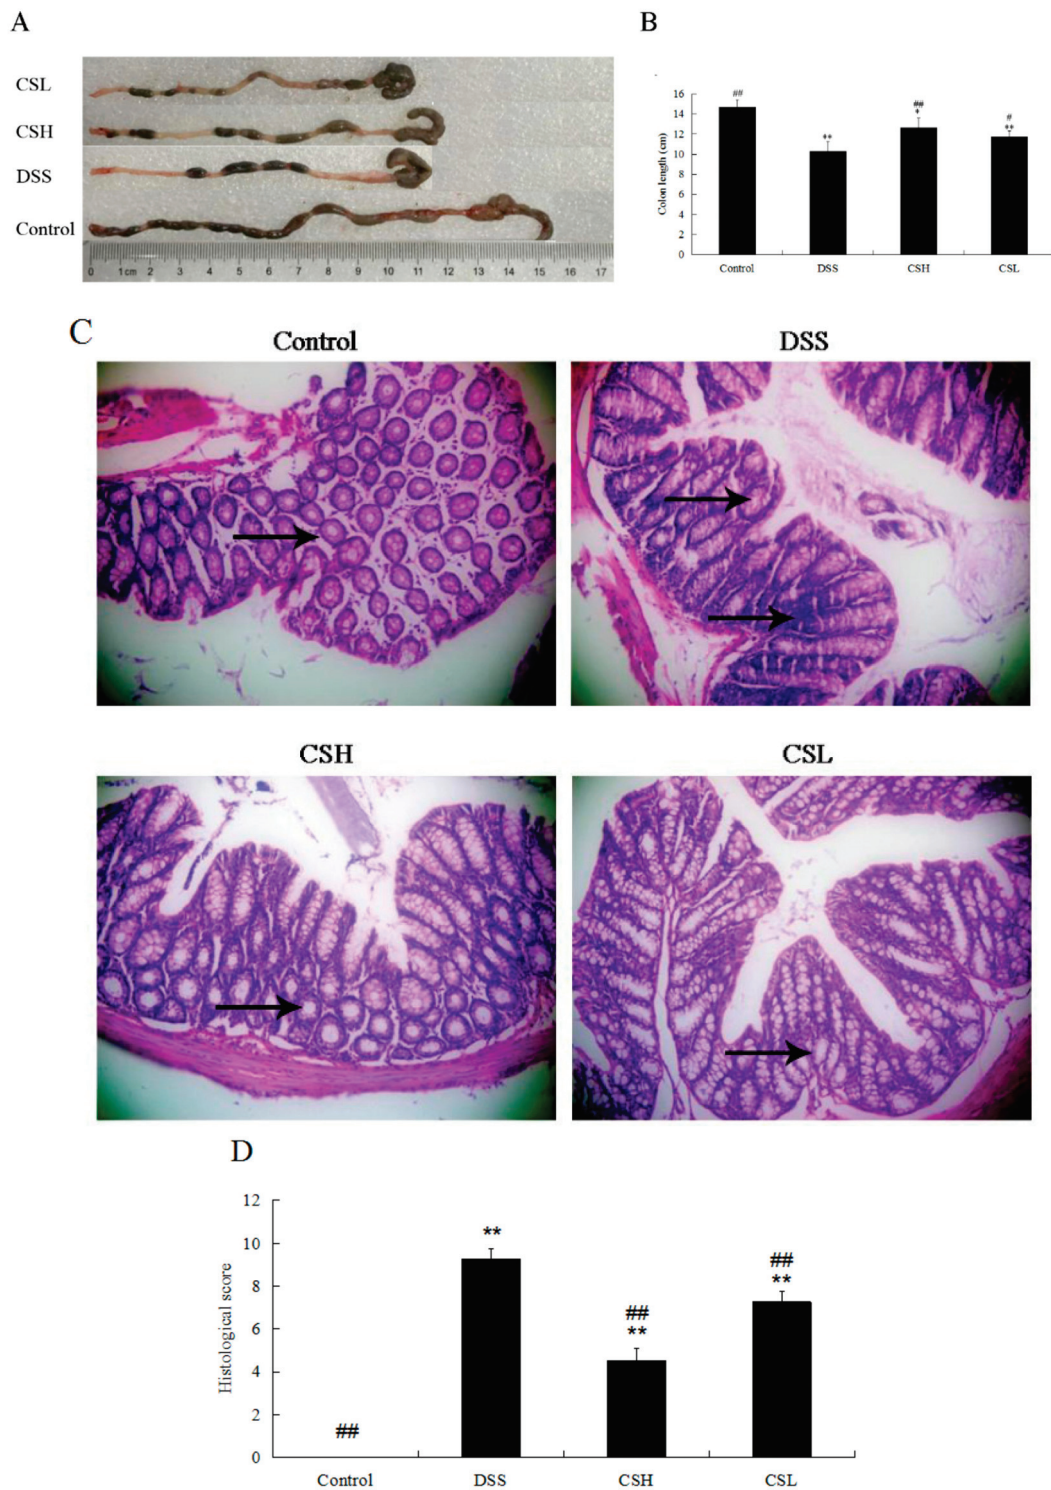 A
CSL
CSH
DSS
Control
0 1cm 2 3 4 5 6 7 8 9 10 11 12 13 14 15 16 17
B
Colon length (cm)
16
14
12
10
8
6
4
2
0
##
**
##
*
#
**
Control DSS CSH CSL
C
Control DSS
CSH CSL
D
Histological score
12
10
8
6
4
2
0
##
**
##
**
##
**
Control DSS CSH CSL